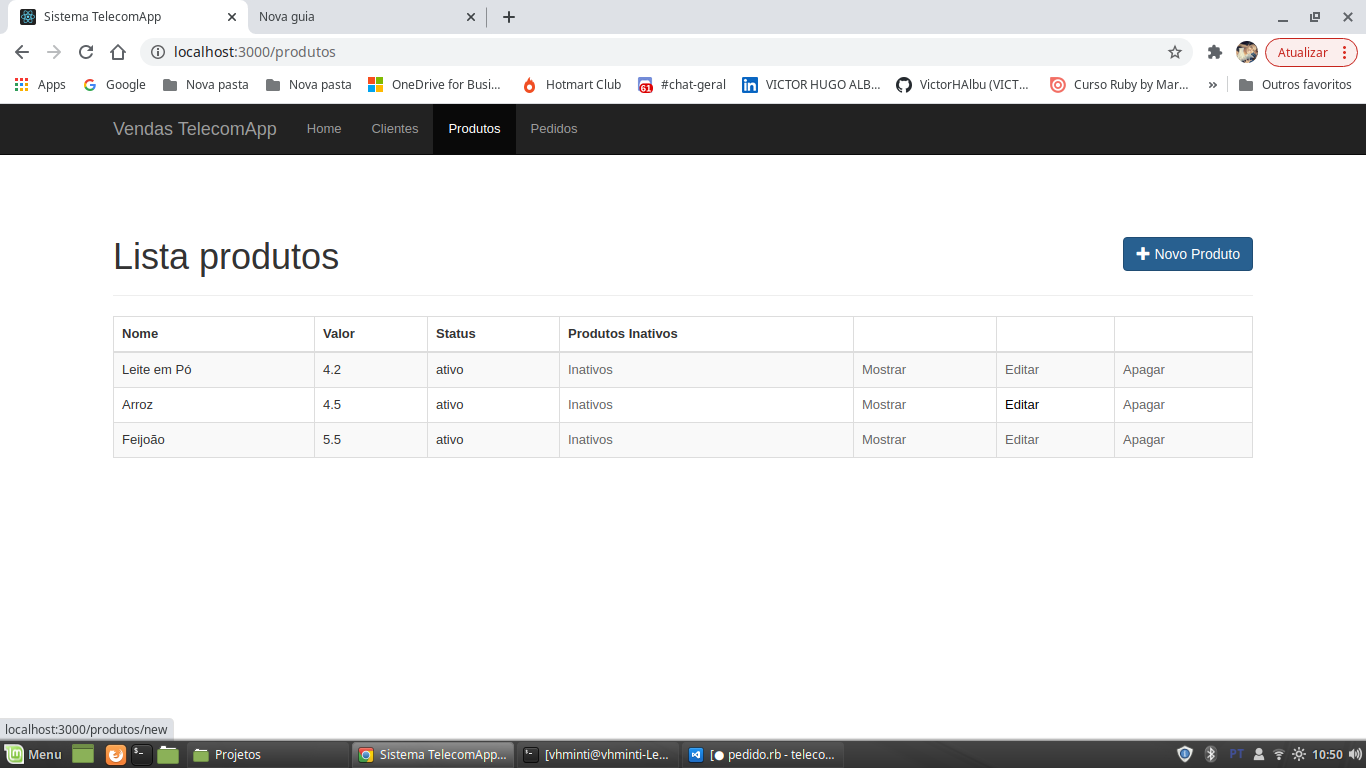 Sistema TelecomApp
Nova guia
localhost:3000/produtos
Atualizar
Apps Google Nova pasta Nova pasta OneDrive for Busi... Hotmart Club #chat-geral VICTOR HUGO ALB... VictorHAlbu (VICT... Curso Ruby by Mar... » Outros favoritos
61
Vendas TelecomApp Home Clientes Produtos Pedidos
Lista produtos
Novo Produto
Nome Valor Status Produtos Inativos
Leite em Pó 4.2 ativo Inativos Mostrar Editar Apagar
Arroz 4.5 ativo Inativos Mostrar Editar Apagar
Feijoão 5.5 ativo Inativos Mostrar Editar Apagar
localhost:3000/produtos/new
Menu Projetos Sistema TelecomApp... [vhminti@vhminti-Le... [● pedido.rb - teleco... PT 10:50